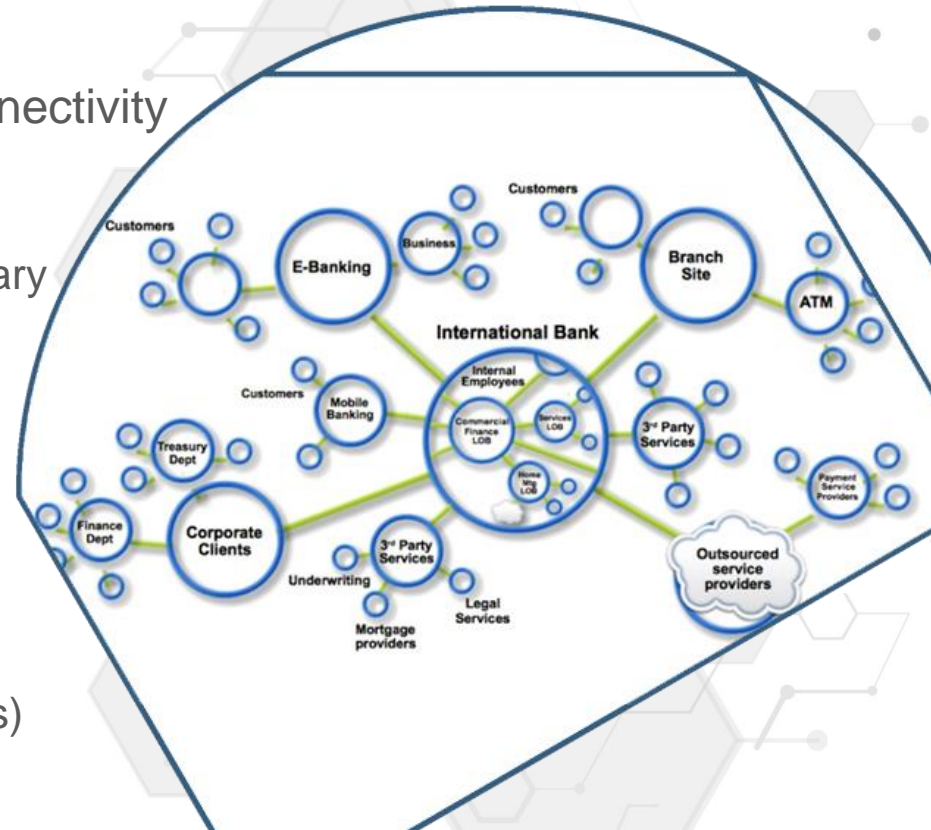 nectivity
ary
s)
Customers
E-Banking
Business
Customers
Branch
Site
ATM
International Bank
Internal
Employees
Commercial
Finance
LOB
Services
LOB
Home
Mtg
LOB
Customers
Mobile
Banking
3rd Party
Services
Treasury
Dept
Finance
Dept
Corporate
Clients
3rd Party
Services
Underwriting
Mortgage
providers
Legal
Services
Payment
Service
Providers
Outsourced
service
providers